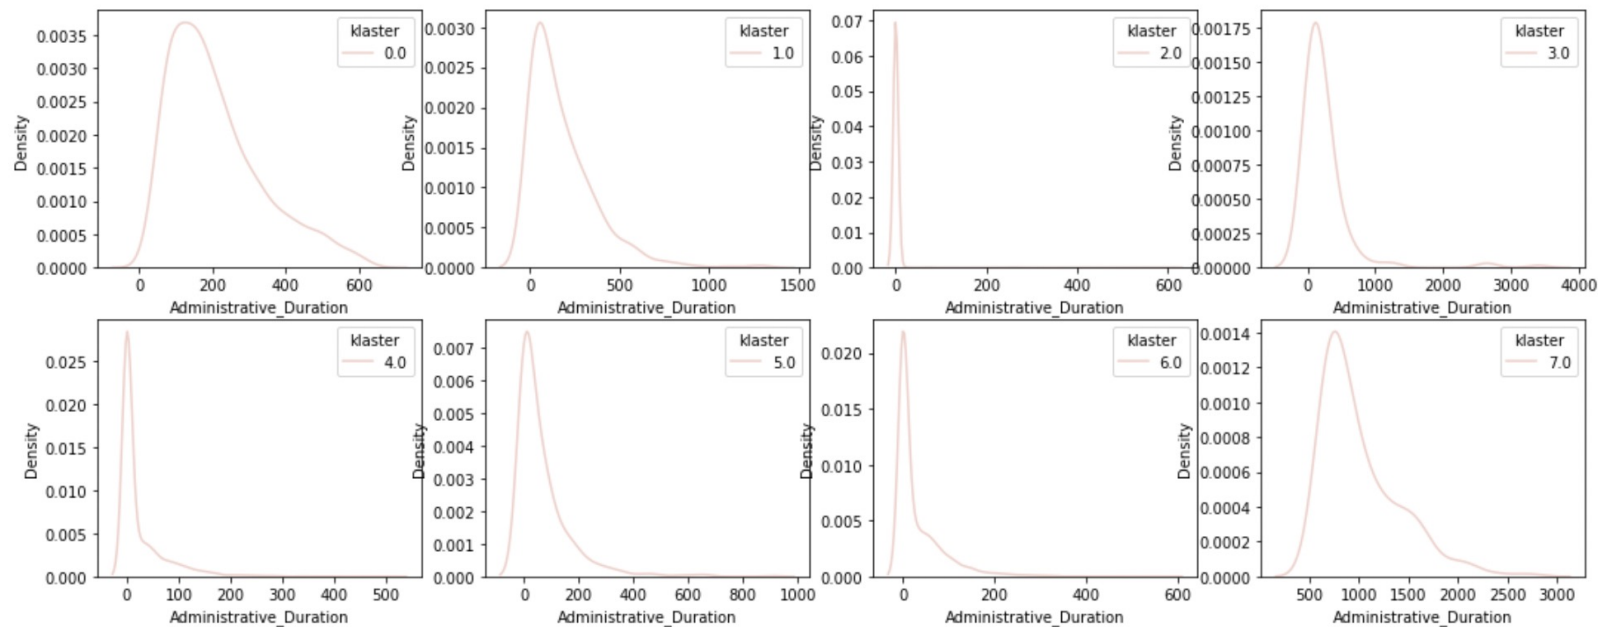 klaster
0.0
0.0035
0.0030
0.0025
0.0020
0.0015
0.0010
0.0005
0.0000
Density
0 200 400 600
Administrative_Duration
klaster
1.0
0.0030
0.0025
0.0020
0.0015
0.0010
0.0005
0.0000
Density
0 500 1000 1500
Administrative_Duration
klaster
2.0
0.07
0.06
0.05
0.04
0.03
0.02
0.01
0.00
Density
0 200 400 600
Administrative_Duration
klaster
3.0
0.00175
0.00150
0.00125
0.00100
0.00075
0.00050
0.00025
0.00000
Density
0 1000 2000 3000 4000
Administrative_Duration
klaster
4.0
0.025
0.020
0.015
0.010
0.005
0.000
Density
0 100 200 300 400 500
Administrative_Duration
klaster
5.0
0.007
0.006
0.005
0.004
0.003
0.002
0.001
0.000
Density
0 200 400 600 800 1000
Administrative_Duration
klaster
6.0
0.020
0.015
0.010
0.005
0.000
Density
0 200 400 600
Administrative_Duration
klaster
7.0
0.0014
0.0012
0.0010
0.0008
0.0006
0.0004
0.0002
0.0000
Density
500 1000 1500 2000 2500 3000
Administrative_Duration